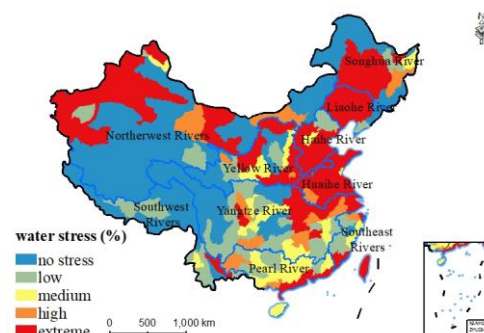 Songhua River
Liaohe River
Northerwest Rivers
Haihe River
Yellow River
Huaihe River
Southwest
Rivers
Yangtze River
Southeast
Rivers
Pearl River
water stress (%)
no stress
low
medium
high
extreme
0
500
1,000 km